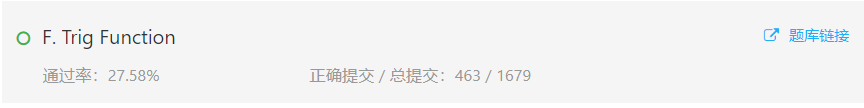 F. Trig Function 题库链接
通过率：27.58% 正确提交 / 总提交：463 / 1679